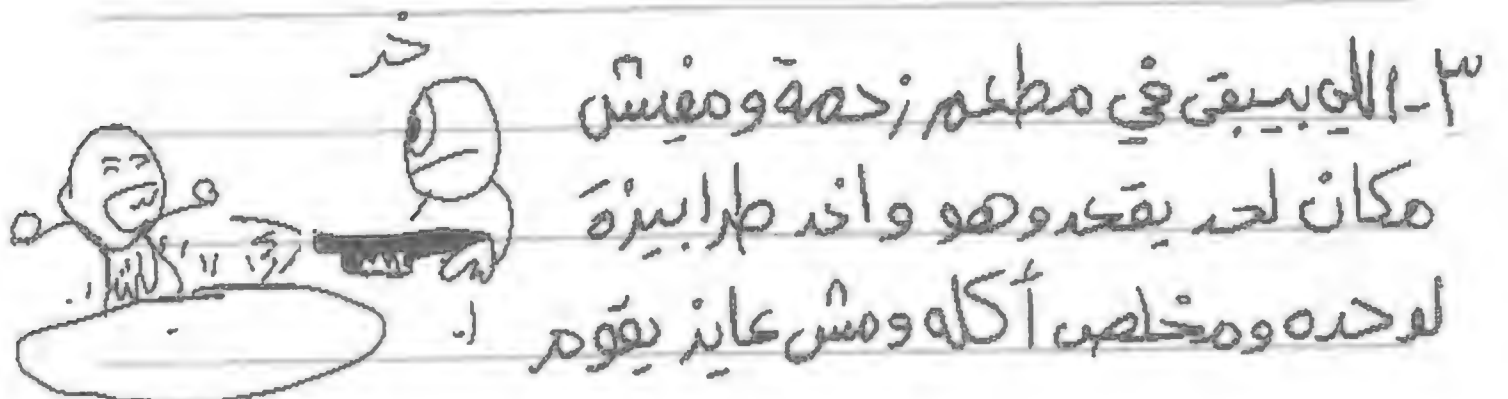 خد
٣-اللي بيبقى في مطعم زحمة ومفيش
مكان لحد يقعد وهو واخد طرابيزة
لوحده ومخلص أكله ومش عايز يقوم